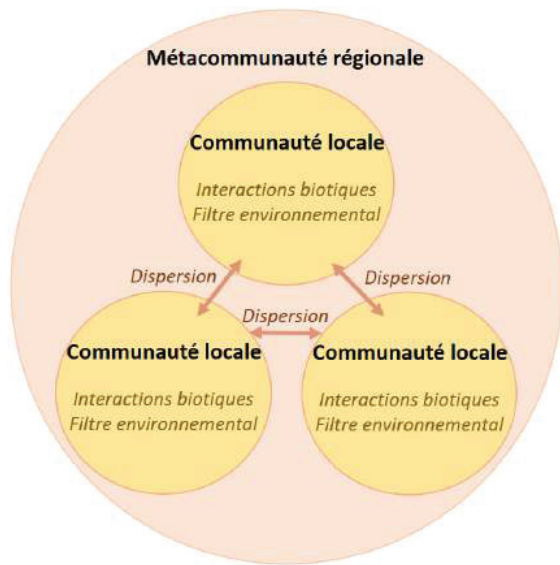 Métacommunauté régionale
Communauté locale
Interactions biotiques
Filtre environnemental
Dispersion
Dispersion
Dispersion
Communauté locale
Interactions biotiques
Filtre environnemental
Communauté locale
Interactions biotiques
Filtre environnemental